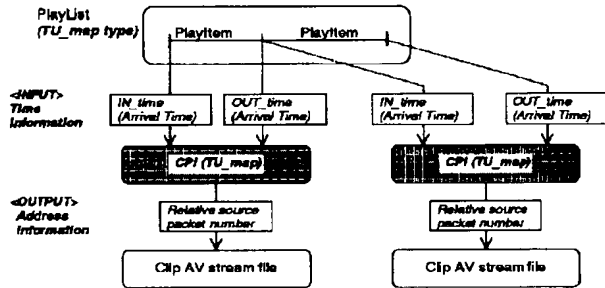 PlayList
(TU_map type)
PlayItem PlayItem
<INPUT>
Time
Information
IN_time
(Arrival Time)
OUT_time
(Arrival Time)
IN_time
(Arrival Time)
OUT_time
(Arrival Time)
CPI (TU_map)
CPI (TU_map)
<OUTPUT>
Address
Information
Relative source
packet number
Relative source
packet number
Clip AV stream file
Clip AV stream file